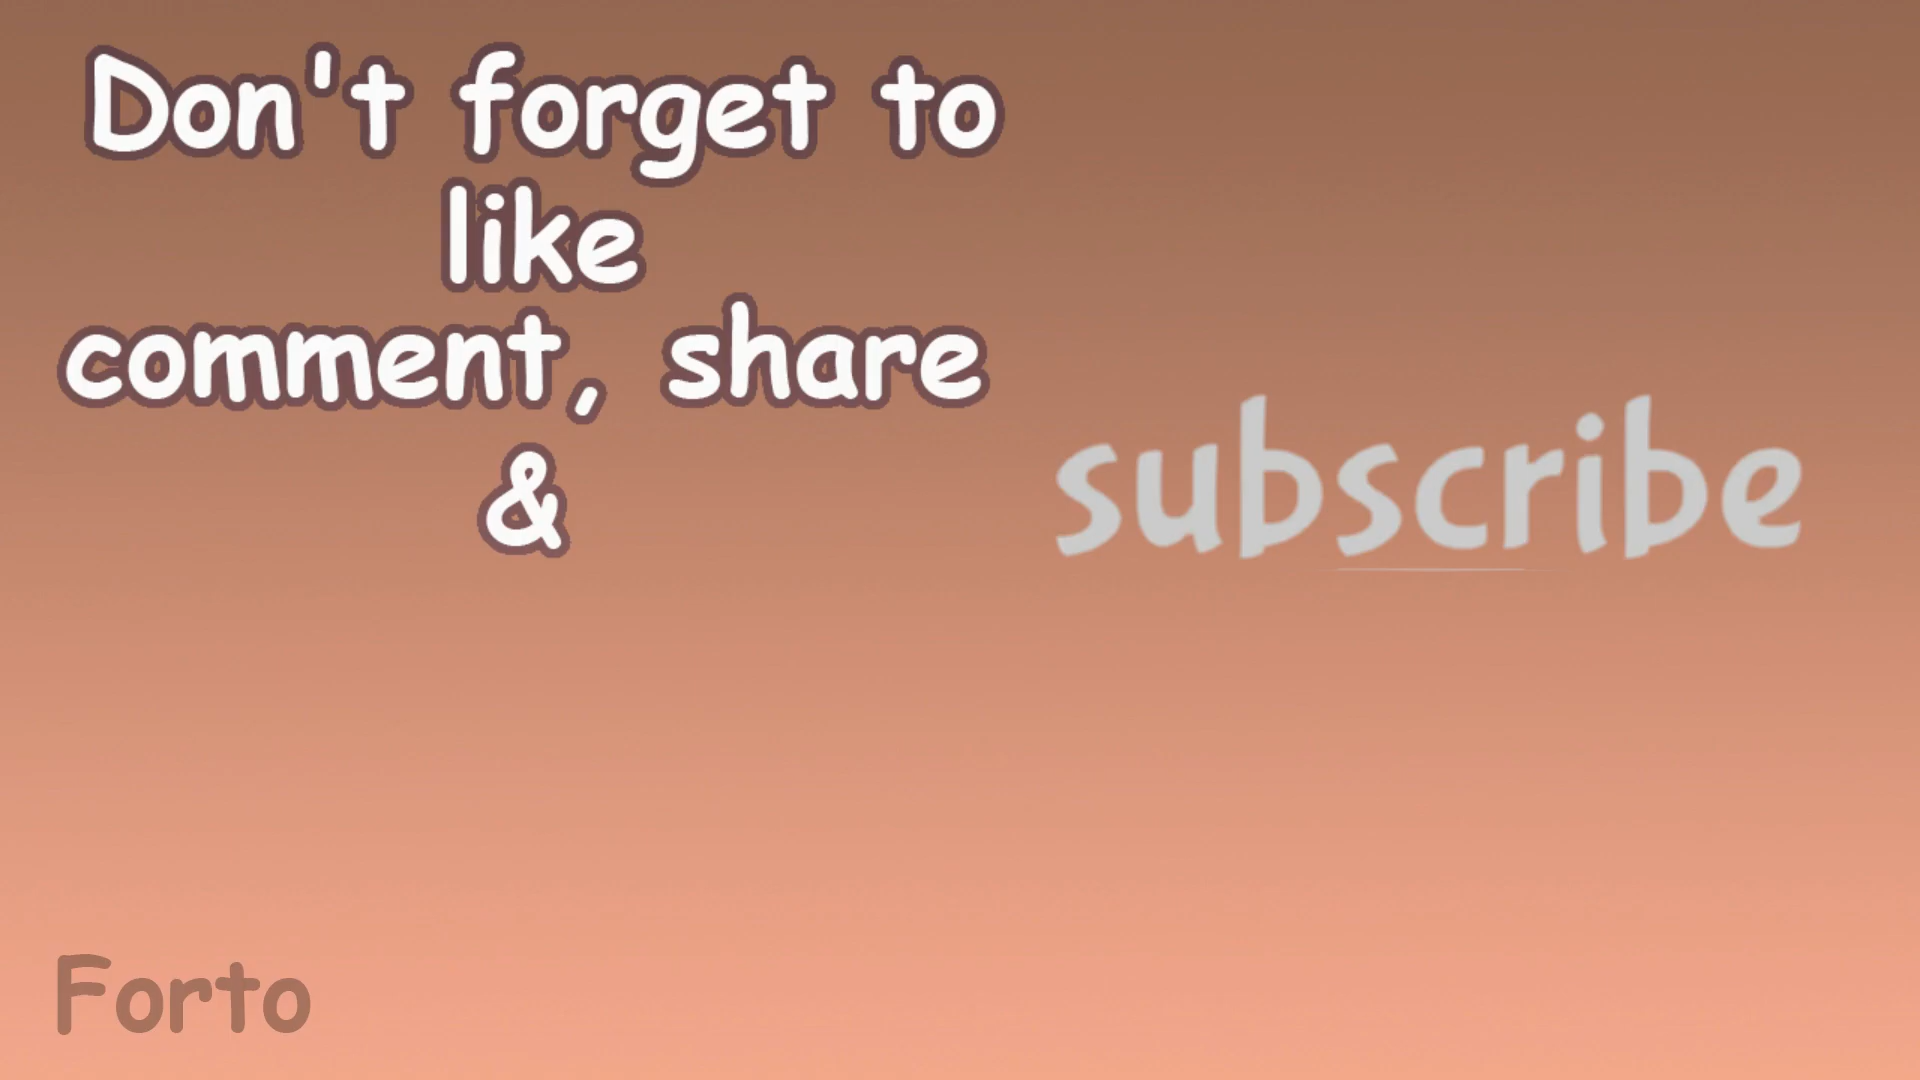 Don't forget to
like
comment, share
&
subscribe
Forto